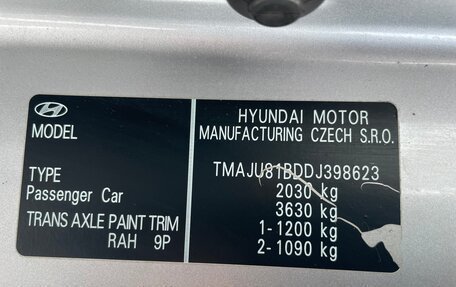 HYUNDAI MOTOR
MODEL
MANUFACTURING CZECH S.R.O.
TYPE
TMAJU81BDDJ398623
Passenger Car
2030 kg
3630 kg
TRANS AXLE PAINT TRIM
1- 1200 kg
RAH 9P
2- 1090 kg